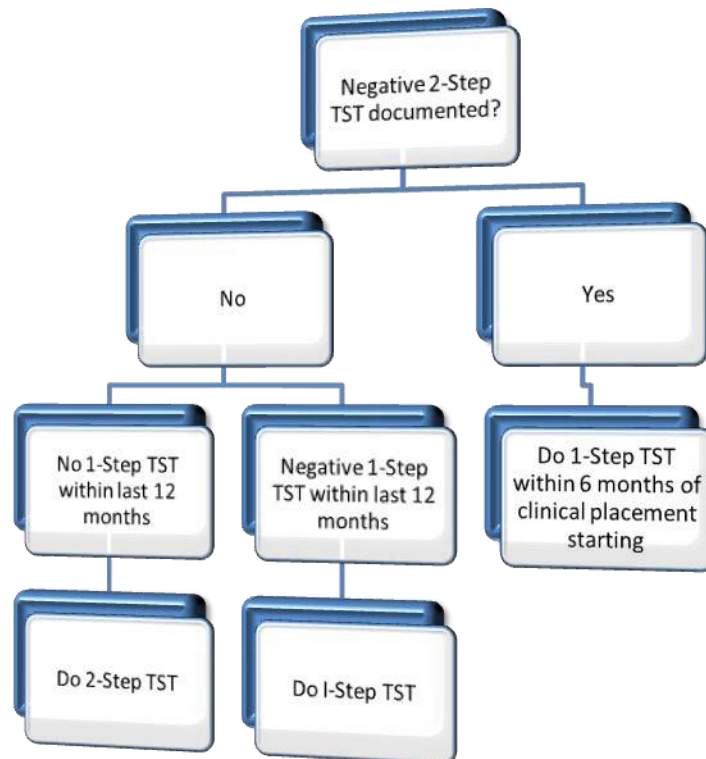 Negative 2-Step
TST documented?
No
Yes
No 1-Step TST
within last 12
months
Negative 1-Step
TST within last 12
months
Do 1-Step TST
within 6 months of
clinical placement
starting
Do 2-Step TST
Do I-Step TST